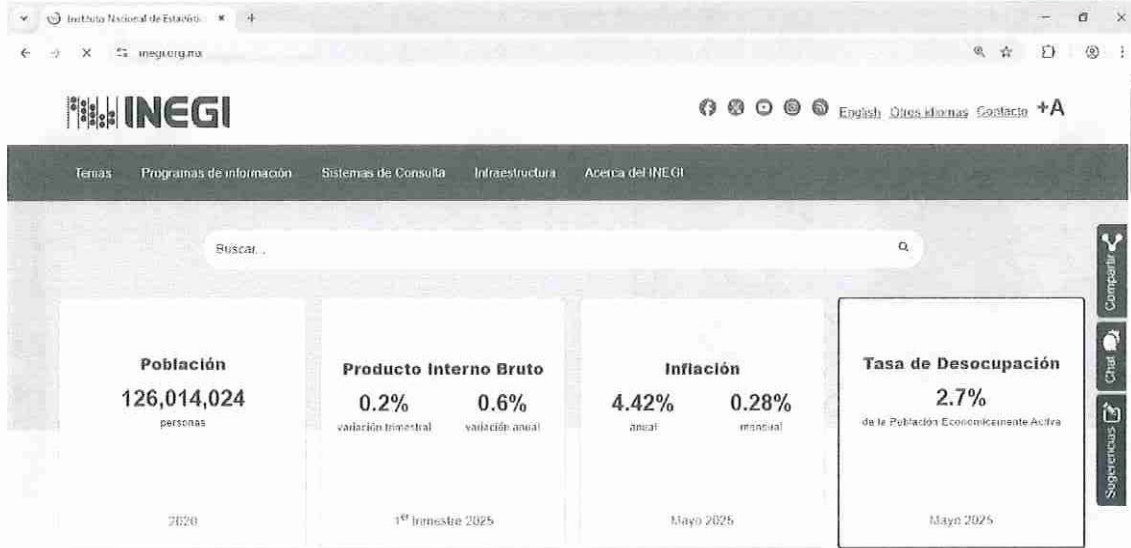 Instituto Nacional de Estadísti
inegi.org.mx
INEGI
English Otros idiomas Contacto +A
Temas Programas de información Sistemas de Consulta Infraestructura Acerca del INEGI
Buscar...
Compartir
Chat
Sugerencias
Población
126,014,024
personas
2020
Producto Interno Bruto
0.2% 0.6%
variación trimestral variación anual
1er trimestre 2025
Inflación
4.42% 0.28%
anual mensual
Mayo 2025
Tasa de Desocupación
2.7%
de la Población Económicamente Activa
Mayo 2025